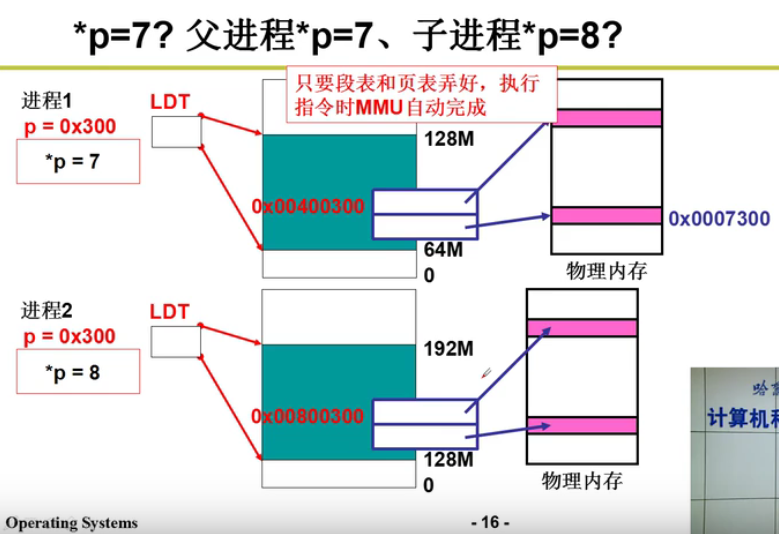 *p=7? 父进程*p=7、子进程*p=8?
只要段表和页表弄好，执行
指令时MMU自动完成
进程1
p = 0x300
*p = 7
LDT
128M
0x00400300
64M
0
0x0007300
物理内存
进程2
p = 0x300
*p = 8
LDT
192M
0x00800300
128M
0
物理内存
计算机
Operating Systems
- 16 -